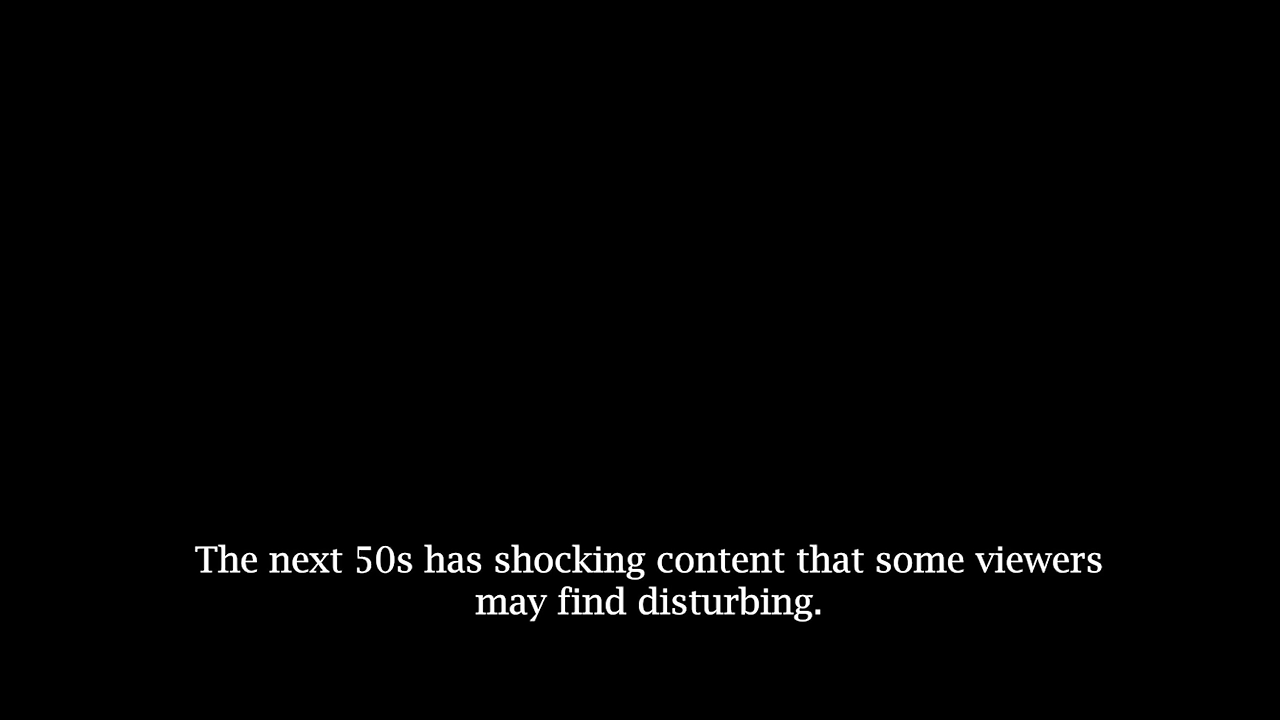 The next 50s has shocking content that some viewers
may find disturbing.